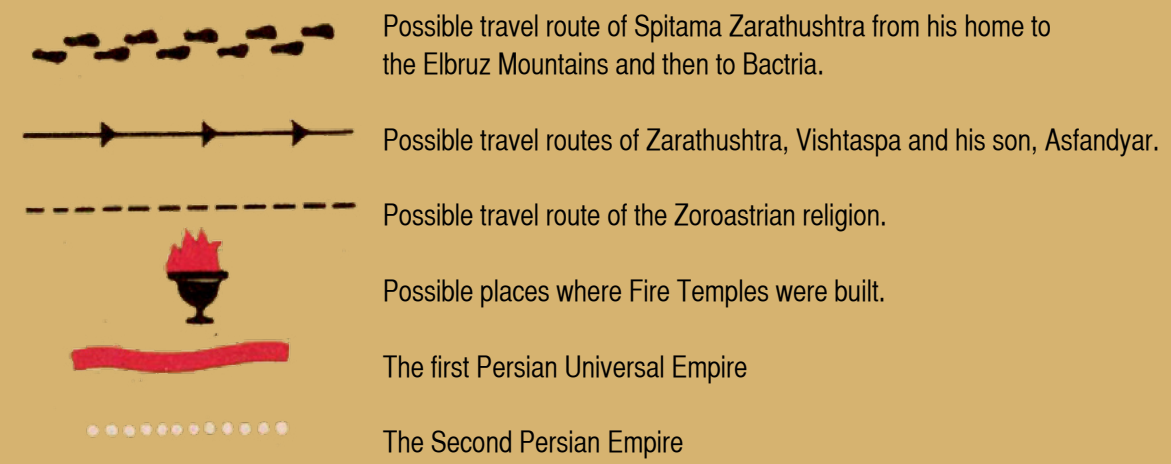 Possible travel route of Spitama Zarathushtra from his home to
the Elbruz Mountains and then to Bactria.
Possible travel routes of Zarathushtra, Vishtaspa and his son, Asfandyar.
Possible travel route of the Zoroastrian religion.
Possible places where Fire Temples were built.
The first Persian Universal Empire
The Second Persian Empire